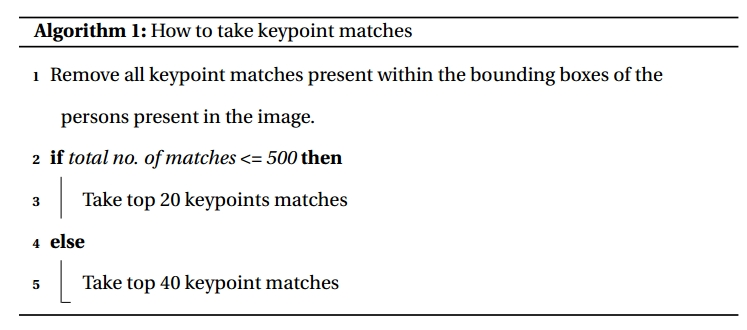 Algorithm 1: How to take keypoint matches
1 Remove all keypoint matches present within the bounding boxes of the
persons present in the image.
2 if total no. of matches <= 500 then
3 Take top 20 keypoints matches
4 else
5 Take top 40 keypoint matches